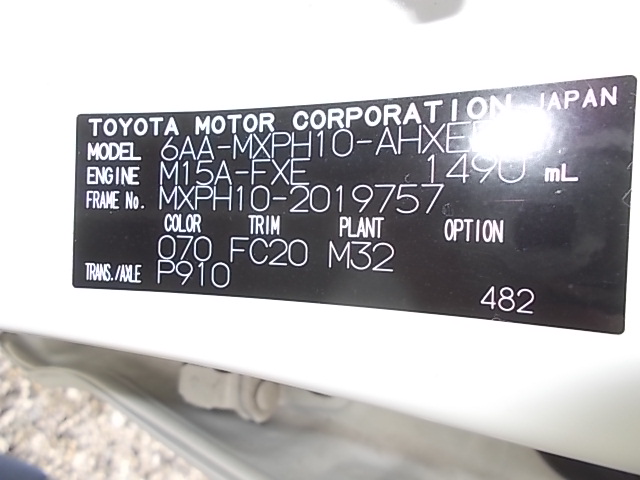 TOYOTA MOTOR CORPORATION JAPAN
MODEL 6AA-MXPH10-AHXE
ENGINE M15A-FXE 1490 mL
FRAME No. MXPH10-2019757
COLOR TRIM PLANT OPTION
070 FC20 M32
TRANS./AXLE P910
482